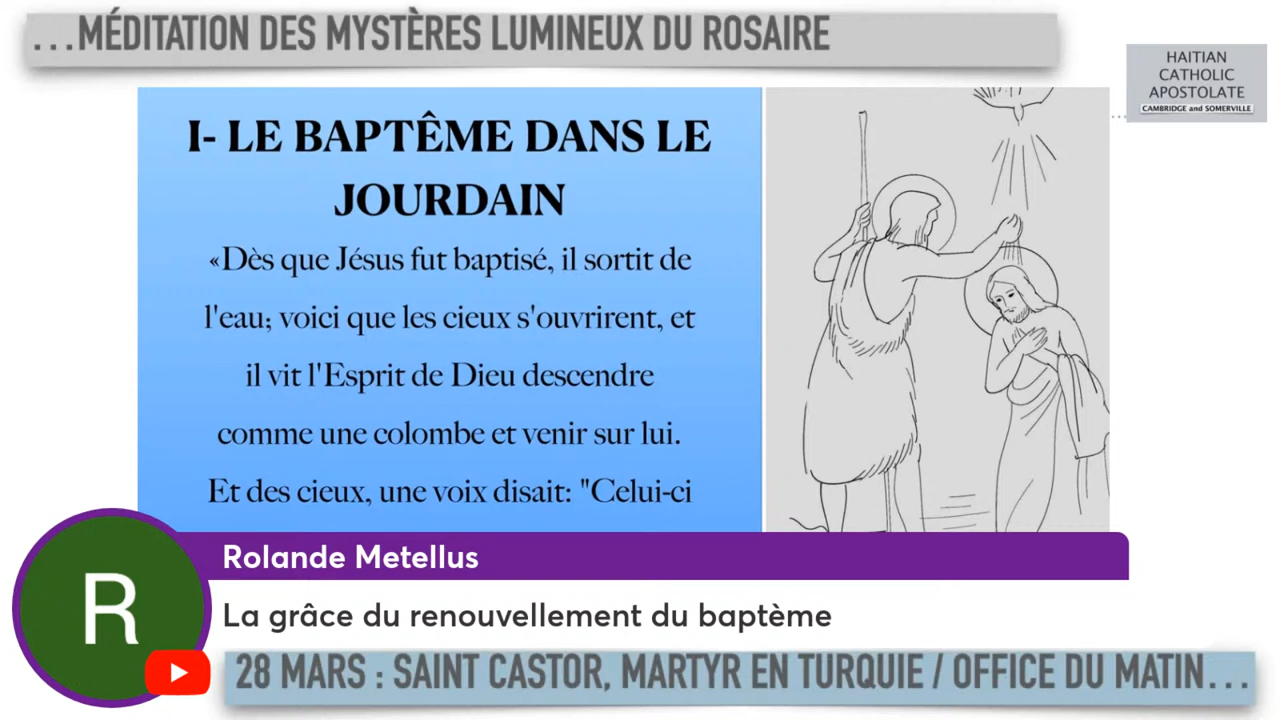 ...MÉDITATION DES MYSTÈRES LUMINEUX DU ROSAIRE
HAITIAN
CATHOLIC
APOSTOLATE
CAMBRIDGE and SOMERVILLE
I- LE BAPTÊME DANS LE
JOURDAIN
«Dès que Jésus fut baptisé, il sortit de
l'eau; voici que les cieux s'ouvrirent, et
il vit l'Esprit de Dieu descendre
comme une colombe et venir sur lui.
Et des cieux, une voix disait: "Celui-ci
R
Rolande Metellus
La grâce du renouvellement du baptème
28 MARS : SAINT CASTOR, MARTYR EN TURQUIE / OFFICE DU MATIN...